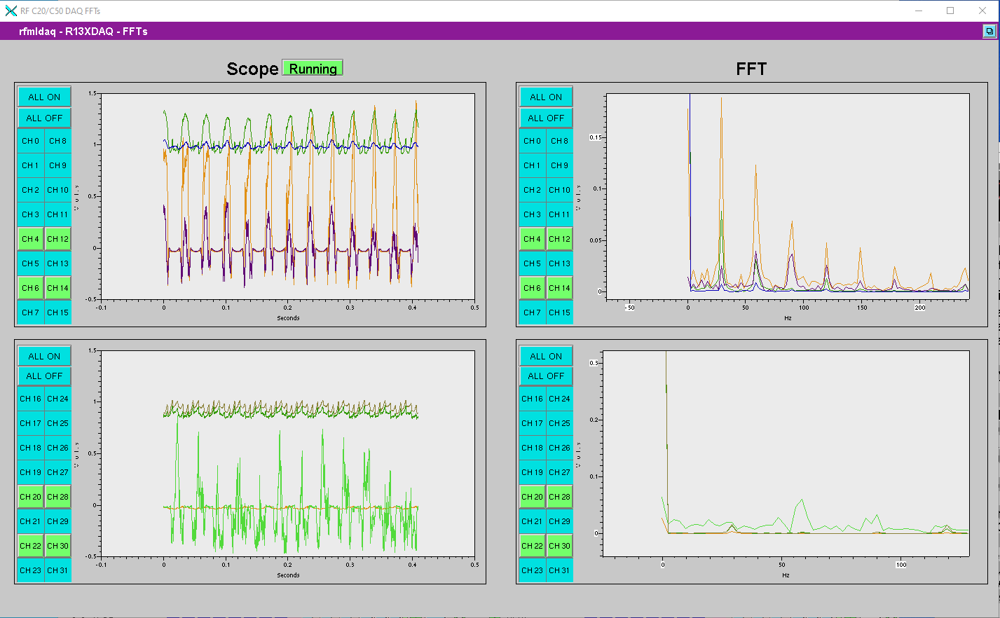 RF C20/C50 DAQ FFTs
rfmldaq - R13XDAQ - FFTs
Scope Running
FFT
ALL ON
ALL OFF
CH 0 CH 8
CH 1 CH 9
CH 2 CH 10
CH 3 CH 11
CH 4 CH 12
CH 5 CH 13
CH 6 CH 14
CH 7 CH 15
1.5
1
0.5
0
-0.5
-0.1 0 0.1 0.2 0.3 0.4 0.5
Seconds
ALL ON
ALL OFF
CH 0 CH 8
CH 1 CH 9
CH 2 CH 10
CH 3 CH 11
CH 4 CH 12
CH 5 CH 13
CH 6 CH 14
CH 7 CH 15
0.15
0.1
0.05
0
-50 0 50 100 150 200
Hz
ALL ON
ALL OFF
CH 16 CH 24
CH 17 CH 25
CH 18 CH 26
CH 19 CH 27
CH 20 CH 28
CH 21 CH 29
CH 22 CH 30
CH 23 CH 31
1.5
1
0.5
0
-0.5
-0.1 0 0.1 0.2 0.3 0.4 0.5
Seconds
ALL ON
ALL OFF
CH 16 CH 24
CH 17 CH 25
CH 18 CH 26
CH 19 CH 27
CH 20 CH 28
CH 21 CH 29
CH 22 CH 30
CH 23 CH 31
0.3
0.2
0.1
0
0 50 100
Hz